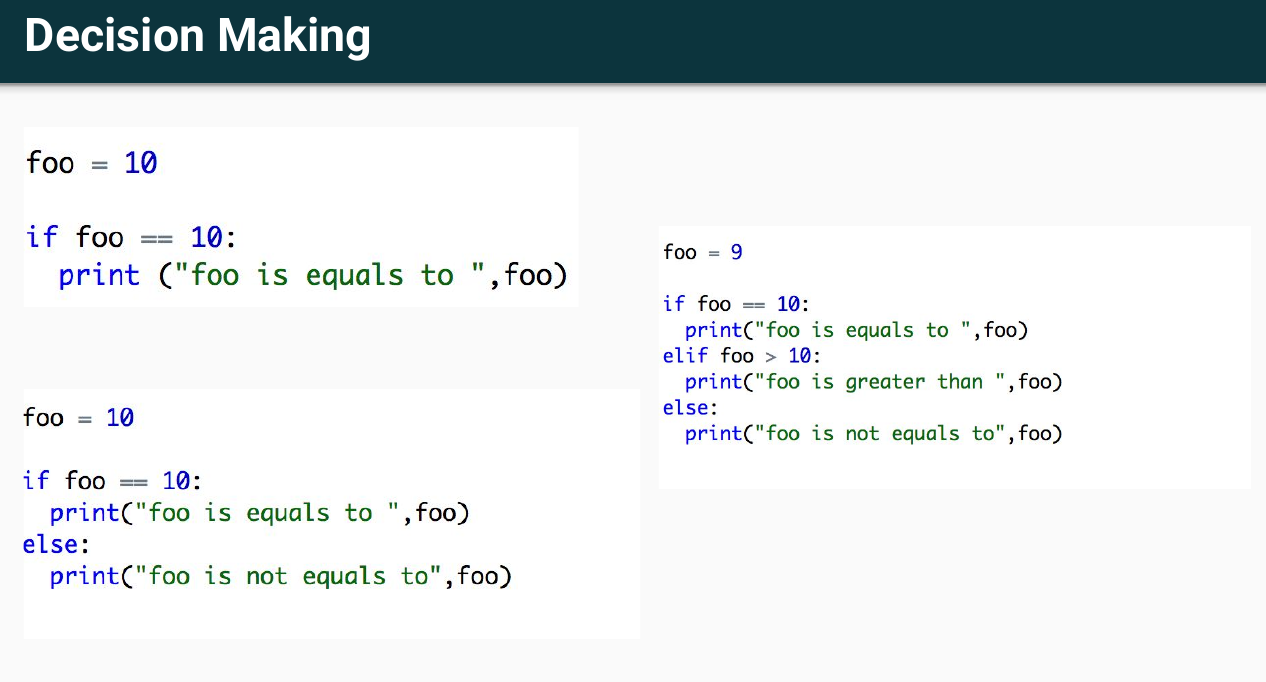 Decision Making
foo = 10
if foo == 10:
  print ("foo is equals to ",foo)
foo = 10
if foo == 10:
  print("foo is equals to ",foo)
else:
  print("foo is not equals to",foo)
foo = 9
if foo == 10:
  print("foo is equals to ",foo)
elif foo > 10:
  print("foo is greater than ",foo)
else:
  print("foo is not equals to",foo)